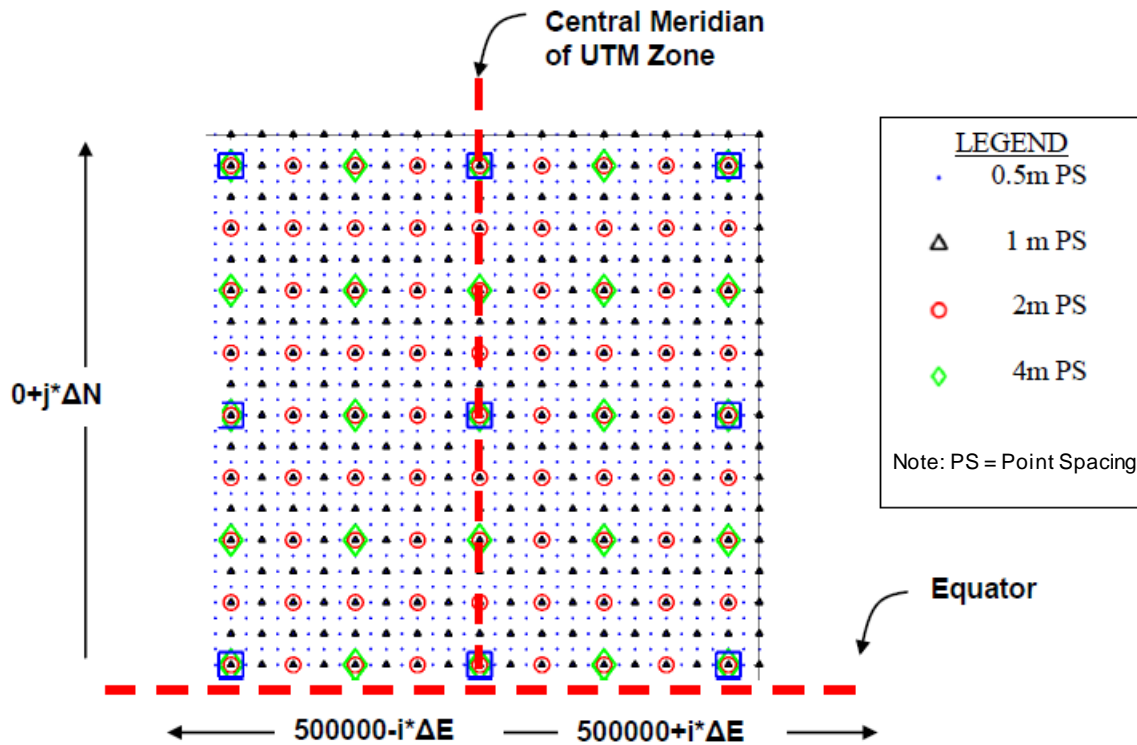 Central Meridian
of UTM Zone
LEGEND
0.5m PS
1 m PS
2m PS
4m PS
Note: PS = Point Spacing
0+j*ΔN
Equator
500000-i*ΔE
500000+i*ΔE